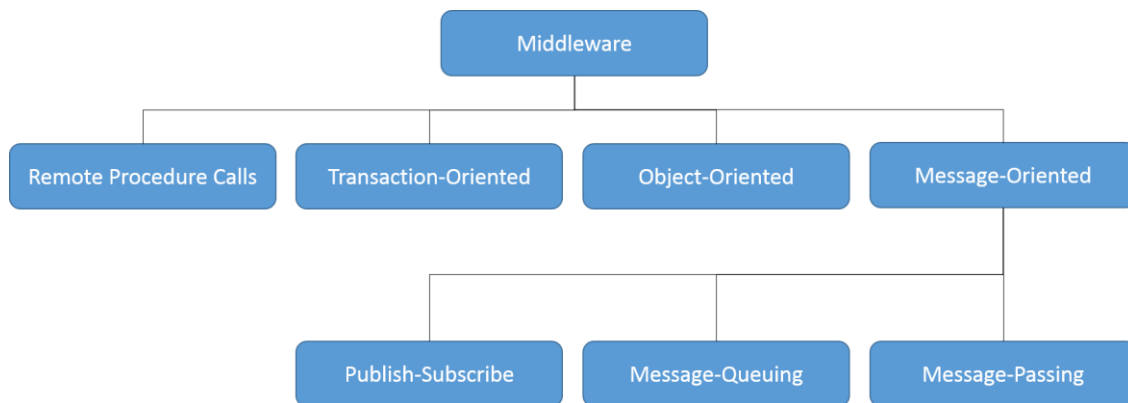 Middleware
Remote Procedure Calls
Transaction-Oriented
Object-Oriented
Message-Oriented
Publish-Subscribe
Message-Queuing
Message-Passing